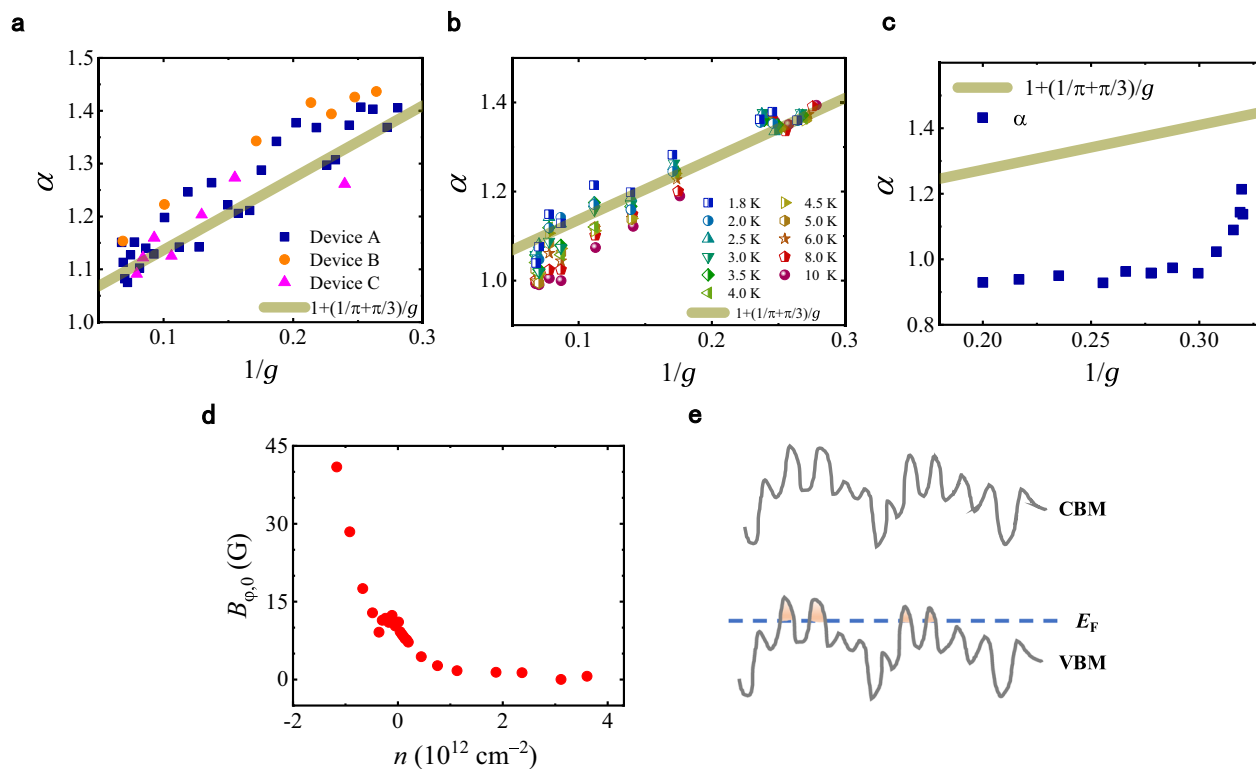 a
1.5
1.4
1.3
1.2
1.1
1.0
α
Device A
Device B
Device C
1+(1/π+π/3)/g
0.1 0.2 0.3
1/g
b
1.4
1.2
1.0
α
1.8 K 4.5 K
2.0 K 5.0 K
2.5 K 6.0 K
3.0 K 8.0 K
3.5 K 10 K
4.0 K
1+(1/π+π/3)/g
0.1 0.2 0.3
1/g
c
1+(1/π+π/3)/g
α
1.4
1.2
1.0
0.8
α
0.20 0.25 0.30
1/g
d
45
30
15
0
Bφ,0 (G)
-2 0 2 4
n (10¹² cm⁻²)
e
CBM
EF
VBM